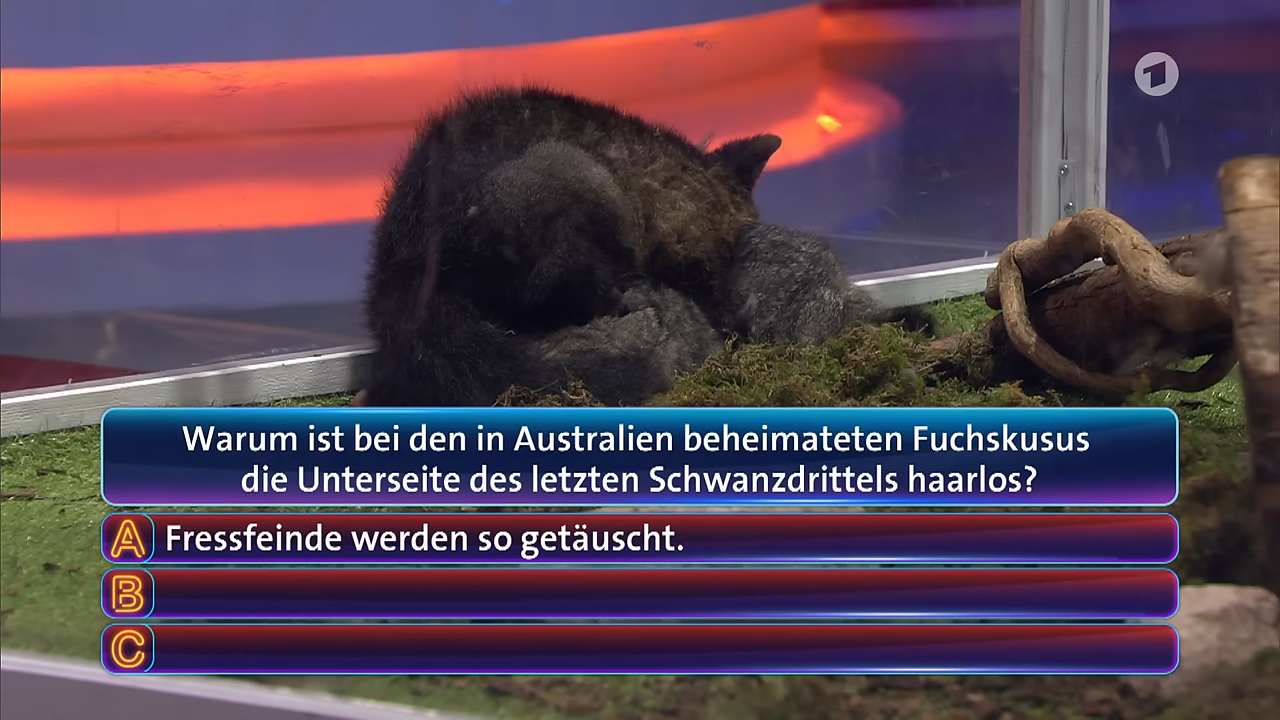 1
Warum ist bei den in Australien beheimateten Fuchskusus
die Unterseite des letzten Schwanzdrittels haarlos?
A Fressfeinde werden so getäuscht.
B
C